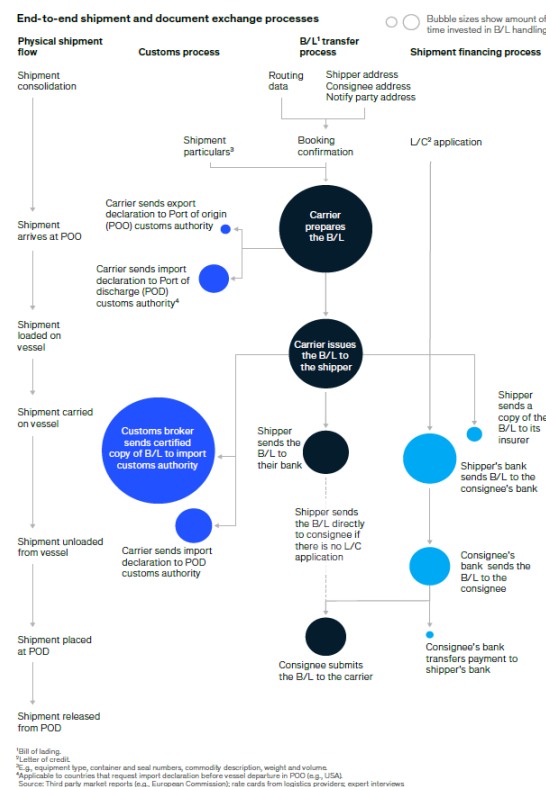 End-to-end shipment and document exchange processes
Bubble sizes show amount of
time invested in B/L handling
Physical shipment
flow
Customs process
B/L¹ transfer
process
Shipment financing process
Shipment
consolidation
Routing
data
Shipper address
Consignee address
Notify party address
Shipment
particulars³
Booking
confirmation
L/C² application
Carrier sends export
declaration to Port of origin
(POO) customs authority
Carrier
prepares
the B/L
Shipment
arrives at POO
Carrier sends import
declaration to Port of
discharge (POD)
customs authority⁴
Shipment
loaded on
vessel
Carrier issues
the B/L to
the shipper
Shipment carried
on vessel
Customs broker
sends certified
copy of B/L to import
customs authority
Shipper
sends the
B/L to
their bank
Shipper
sends a
copy of the
B/L to its
insurer
Shipper's bank
sends B/L to the
consignee's bank
Shipper sends
the B/L directly
to consignee if
there is no L/C
application
Shipment unloaded
from vessel
Carrier sends import
declaration to POD
customs authority
Consignee's
bank sends the
B/L to the
consignee
Shipment placed
at POD
Consignee submits
the B/L to the carrier
Consignee's bank
transfers payment to
shipper's bank
Shipment released
from POD
¹Bill of lading.
²Letter of credit.
³E.g., equipment type, container and seal numbers, commodity description, weight and volume.
⁴Applicable to countries that request import declaration before vessel departure in POO (e.g., USA).
Source: Third party market reports (e.g., European Commission); rate cards from logistics providers; expert interviews